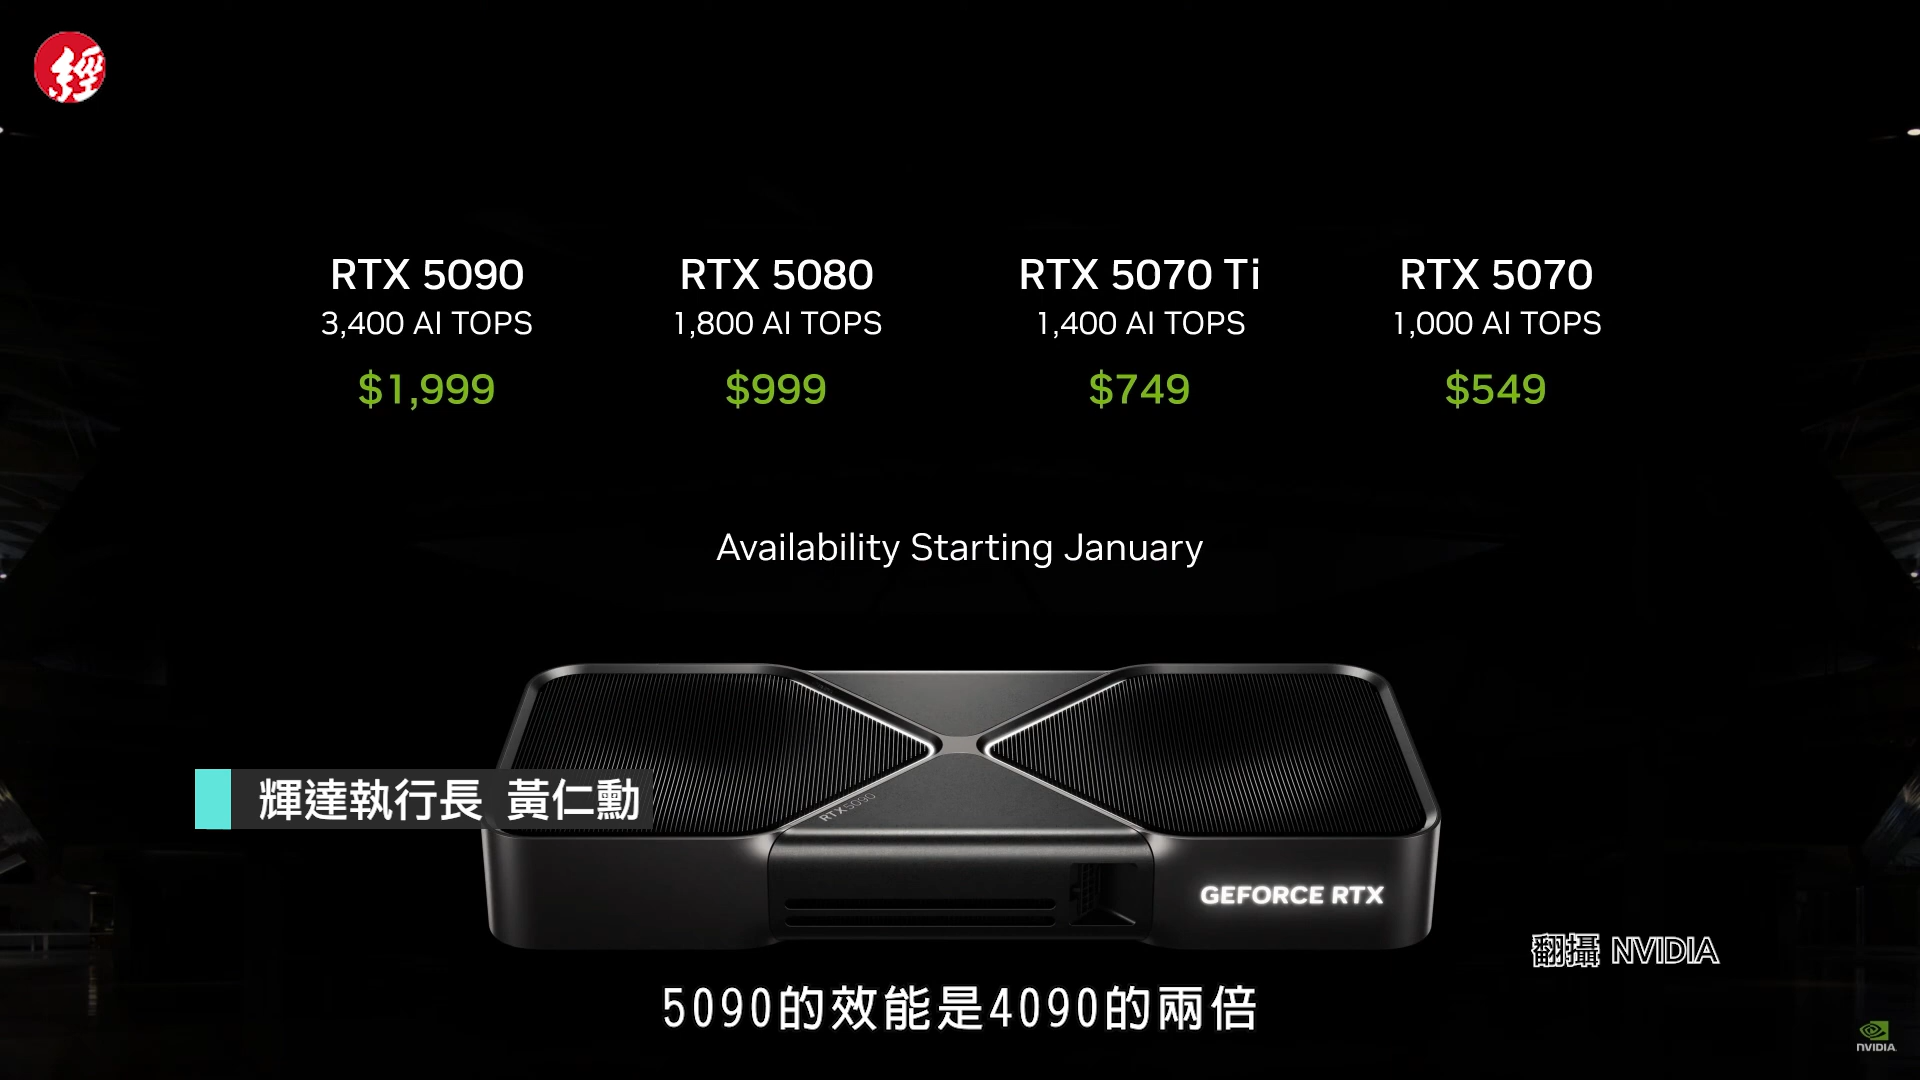 經
RTX 5090
3,400 AI TOPS
$1,999
RTX 5080
1,800 AI TOPS
$999
RTX 5070 Ti
1,400 AI TOPS
$749
RTX 5070
1,000 AI TOPS
$549
Availability Starting January
RTX 5090
GEFORCE RTX
輝達執行長 黃仁勳
翻攝 NVIDIA
5090的效能是4090的兩倍
NVIDIA